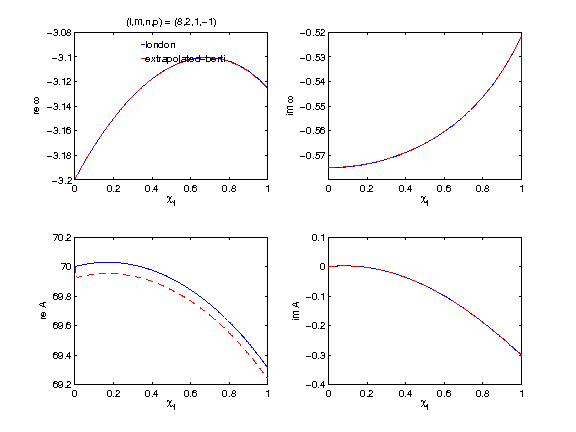 (l,m,n,p) = (8,2,1,−1)
london
extrapolated-berti
−3.08
−3.1
−3.12
−3.14
−3.16
−3.18
−3.2
re ω
0 0.2 0.4 0.6 0.8 1
χf
−0.52
−0.53
−0.54
−0.55
−0.56
−0.57
im ω
0 0.2 0.4 0.6 0.8 1
χf
70.2
70
69.8
69.6
69.4
69.2
re A
0 0.2 0.4 0.6 0.8 1
χf
0.1
0
−0.1
−0.2
−0.3
−0.4
im A
0 0.2 0.4 0.6 0.8 1
χf